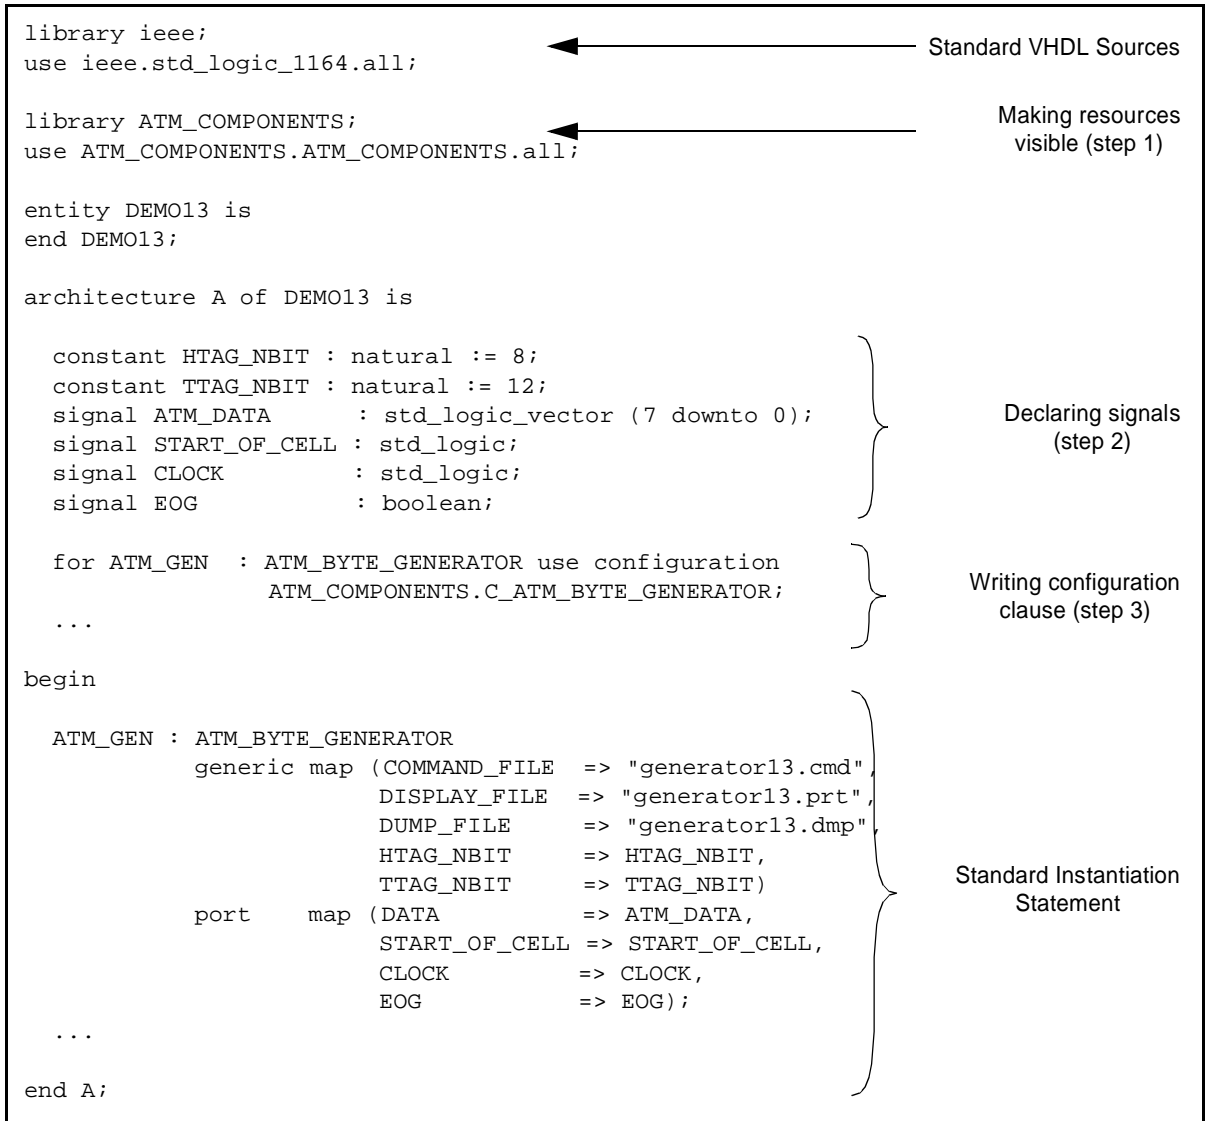 library ieee;
use ieee.std_logic_1164.all;
Standard VHDL Sources
library ATM_COMPONENTS;
use ATM_COMPONENTS.ATM_COMPONENTS.all;
Making resources
visible (step 1)
entity DEMO13 is
end DEMO13;
architecture A of DEMO13 is
constant HTAG_NBIT : natural := 8;
constant TTAG_NBIT : natural := 12;
signal ATM_DATA : std_logic_vector (7 downto 0);
signal START_OF_CELL : std_logic;
signal CLOCK : std_logic;
signal EOG : boolean;
Declaring signals
(step 2)
for ATM_GEN : ATM_BYTE_GENERATOR use configuration
ATM_COMPONENTS.C_ATM_BYTE_GENERATOR;
...
Writing configuration
clause (step 3)
begin
ATM_GEN : ATM_BYTE_GENERATOR
generic map (COMMAND_FILE => "generator13.cmd",
DISPLAY_FILE => "generator13.prt",
DUMP_FILE => "generator13.dmp",
HTAG_NBIT => HTAG_NBIT,
TTAG_NBIT => TTAG_NBIT)
port map (DATA => ATM_DATA,
START_OF_CELL => START_OF_CELL,
CLOCK => CLOCK,
EOG => EOG);
...
end A;
Standard Instantiation
Statement